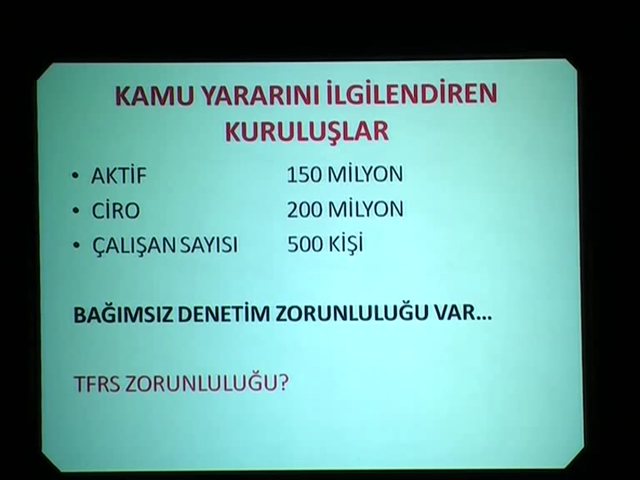 KAMU YARARINI İLGİLENDİREN
KURULUŞLAR
• AKTİF 150 MİLYON
• CİRO 200 MİLYON
• ÇALIŞAN SAYISI 500 KİŞİ
BAĞIMSIZ DENETİM ZORUNLULUĞU VAR...
TFRS ZORUNLULUĞU?